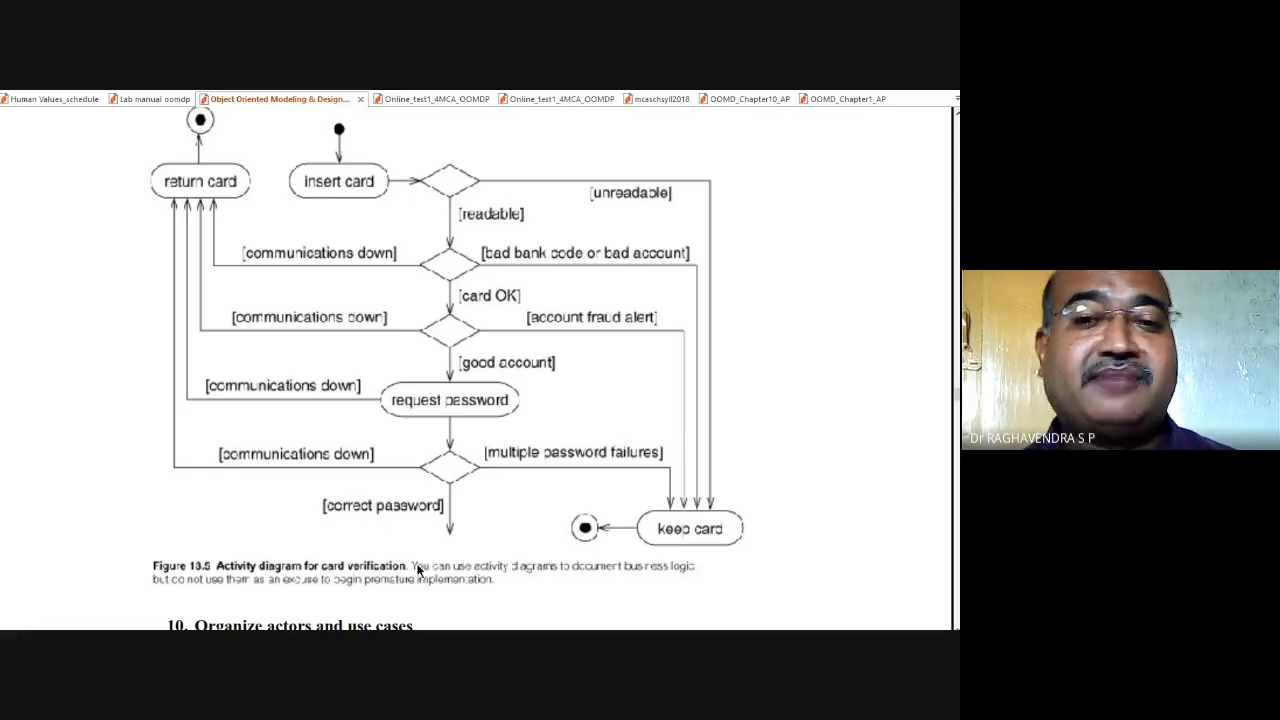 Human Values_schedule
Lab manual oomdp
Object Oriented Modeling & Design...
Online_test1_4MCA_OOMDP
Online_test1_4MCA_OOMDP
mcaschsyll2018
OOMD_Chapter10_AP
OOMD_Chapter1_AP
return card
insert card
[unreadable]
[readable]
[communications down]
[bad bank code or bad account]
[card OK]
[communications down]
[account fraud alert]
[good account]
[communications down]
request password
[communications down]
[multiple password failures]
[correct password]
keep card
Figure 13.5 Activity diagram for card verification. You can use activity diagrams to document business logic
but do not use them as an excuse to begin premature implementation.
10. Organize actors and use cases
Dr RAGHAVENDRA S P